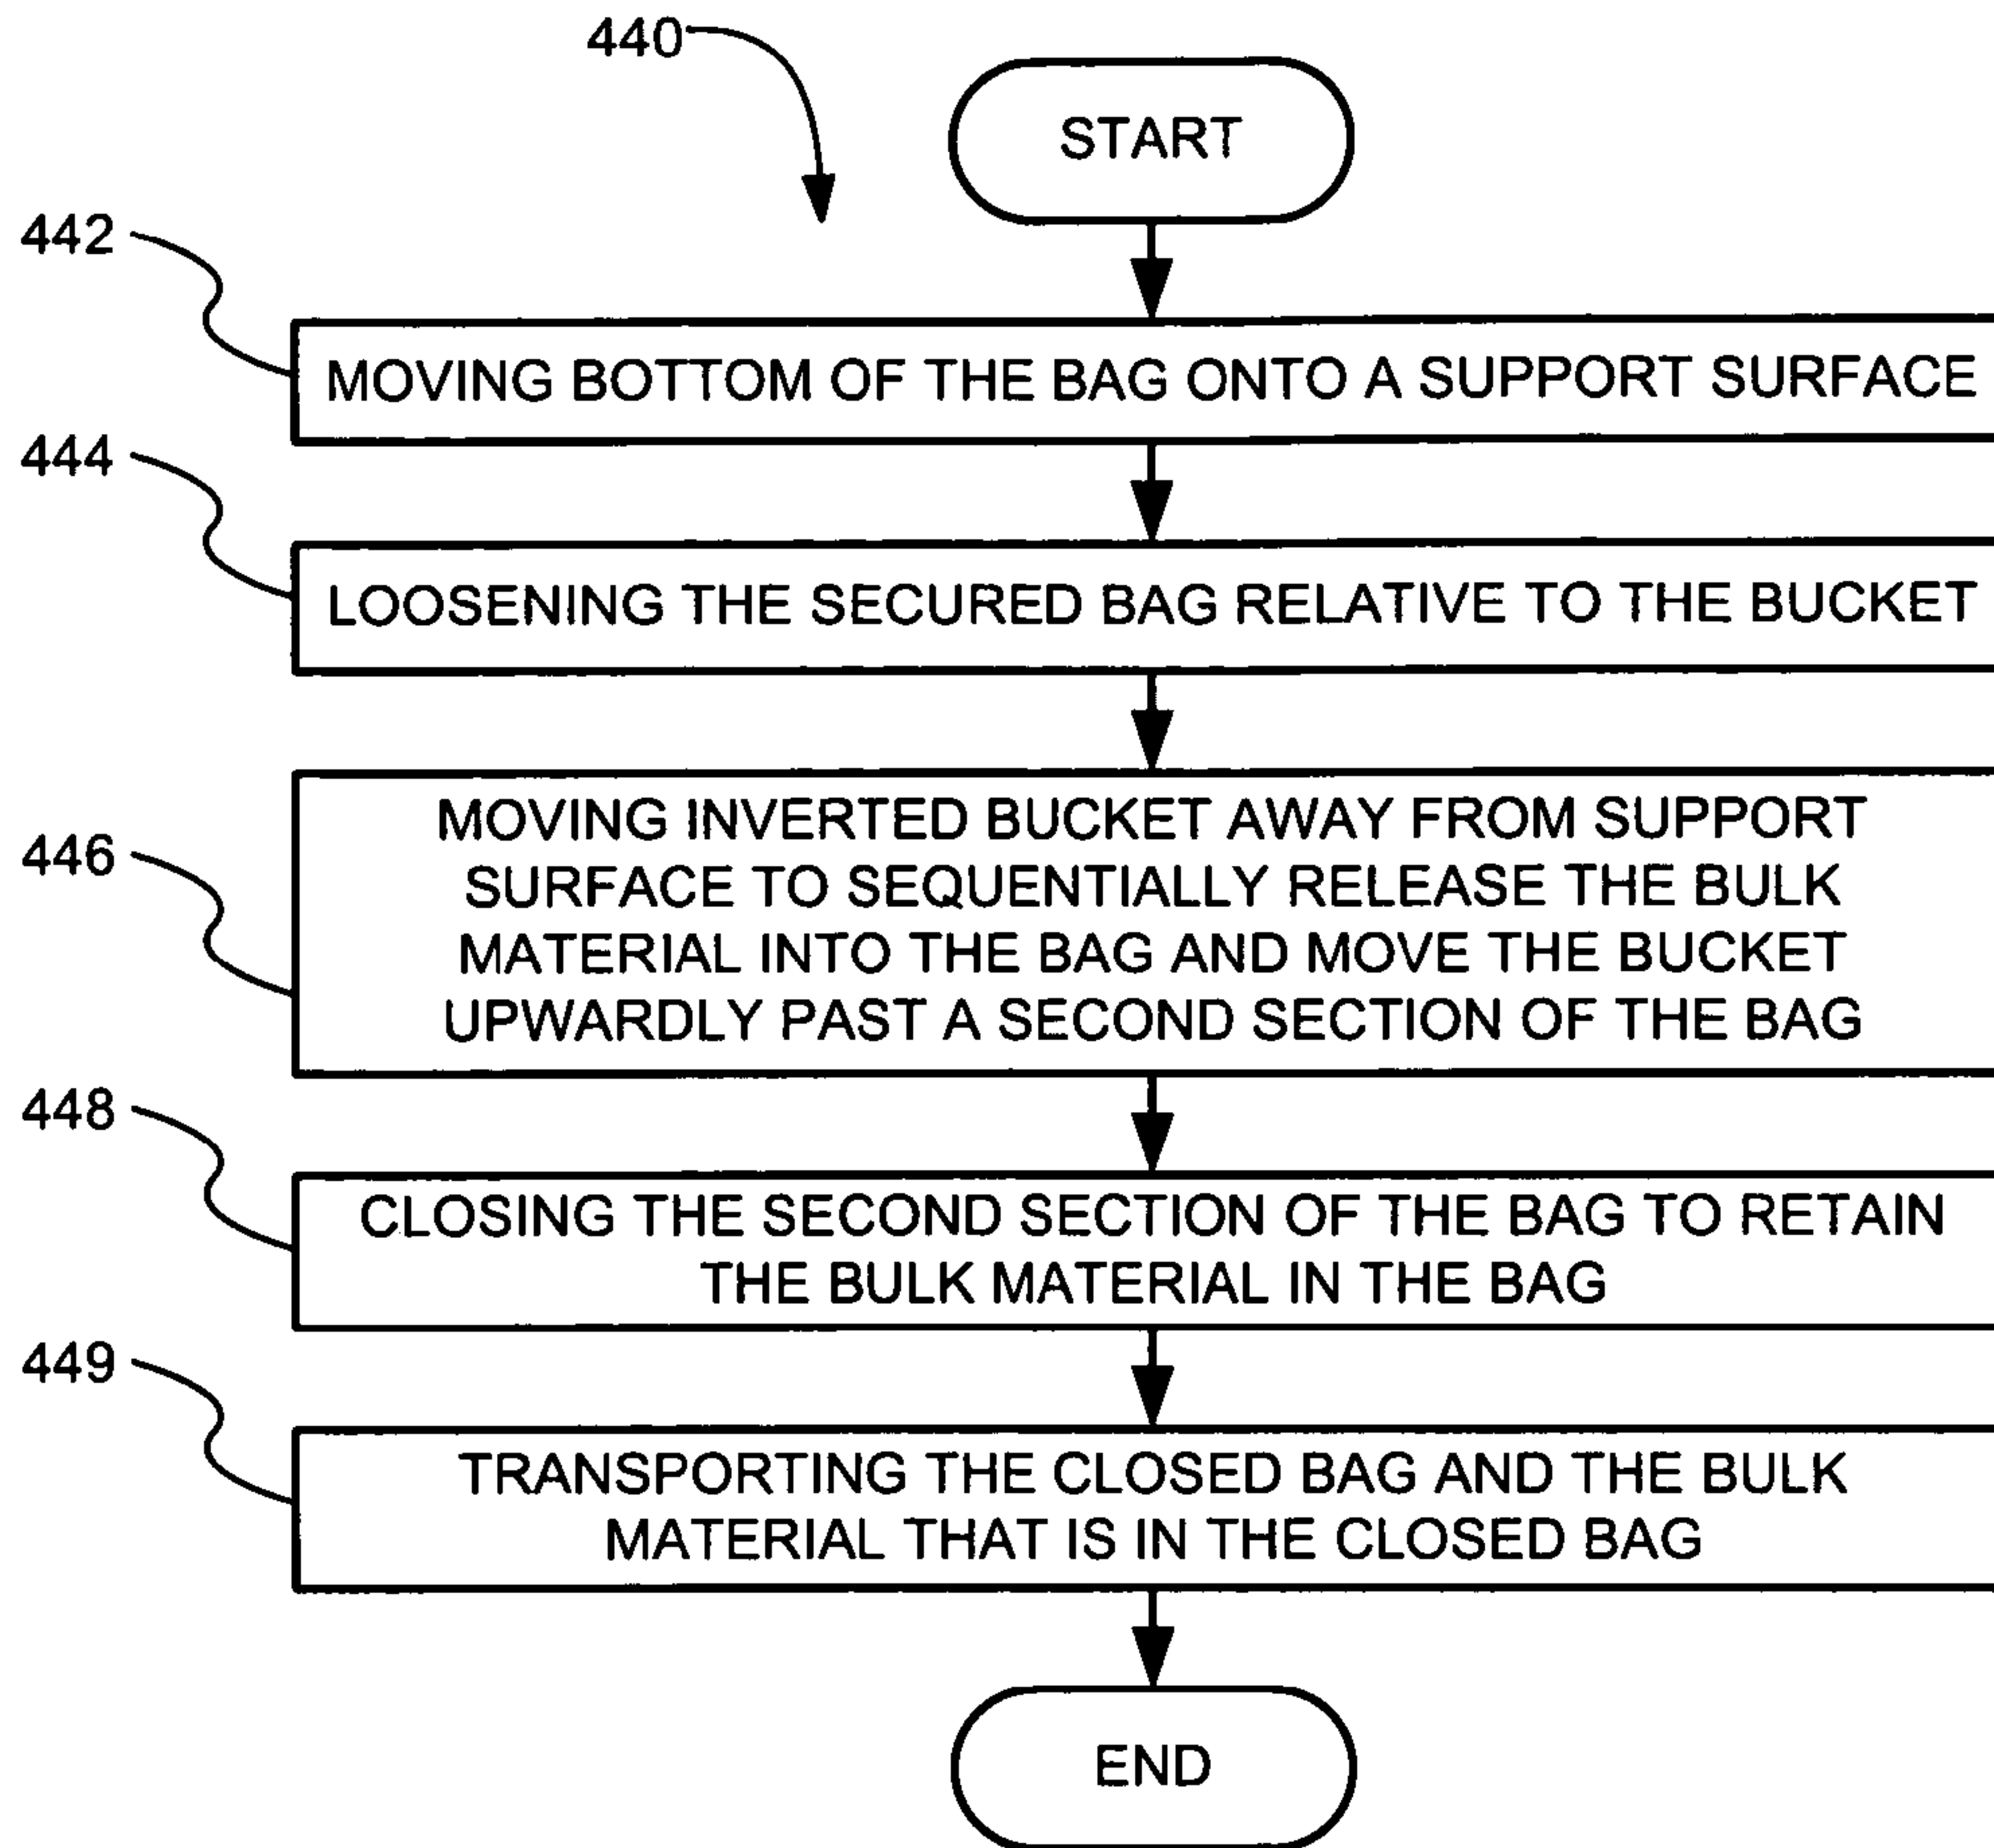 440
START
442
MOVING BOTTOM OF THE BAG ONTO A SUPPORT SURFACE
444
LOOSENING THE SECURED BAG RELATIVE TO THE BUCKET
446
MOVING INVERTED BUCKET AWAY FROM SUPPORT
SURFACE TO SEQUENTIALLY RELEASE THE BULK
MATERIAL INTO THE BAG AND MOVE THE BUCKET
UPWARDLY PAST A SECOND SECTION OF THE BAG
448
CLOSING THE SECOND SECTION OF THE BAG TO RETAIN
THE BULK MATERIAL IN THE BAG
449
TRANSPORTING THE CLOSED BAG AND THE BULK
MATERIAL THAT IS IN THE CLOSED BAG
END